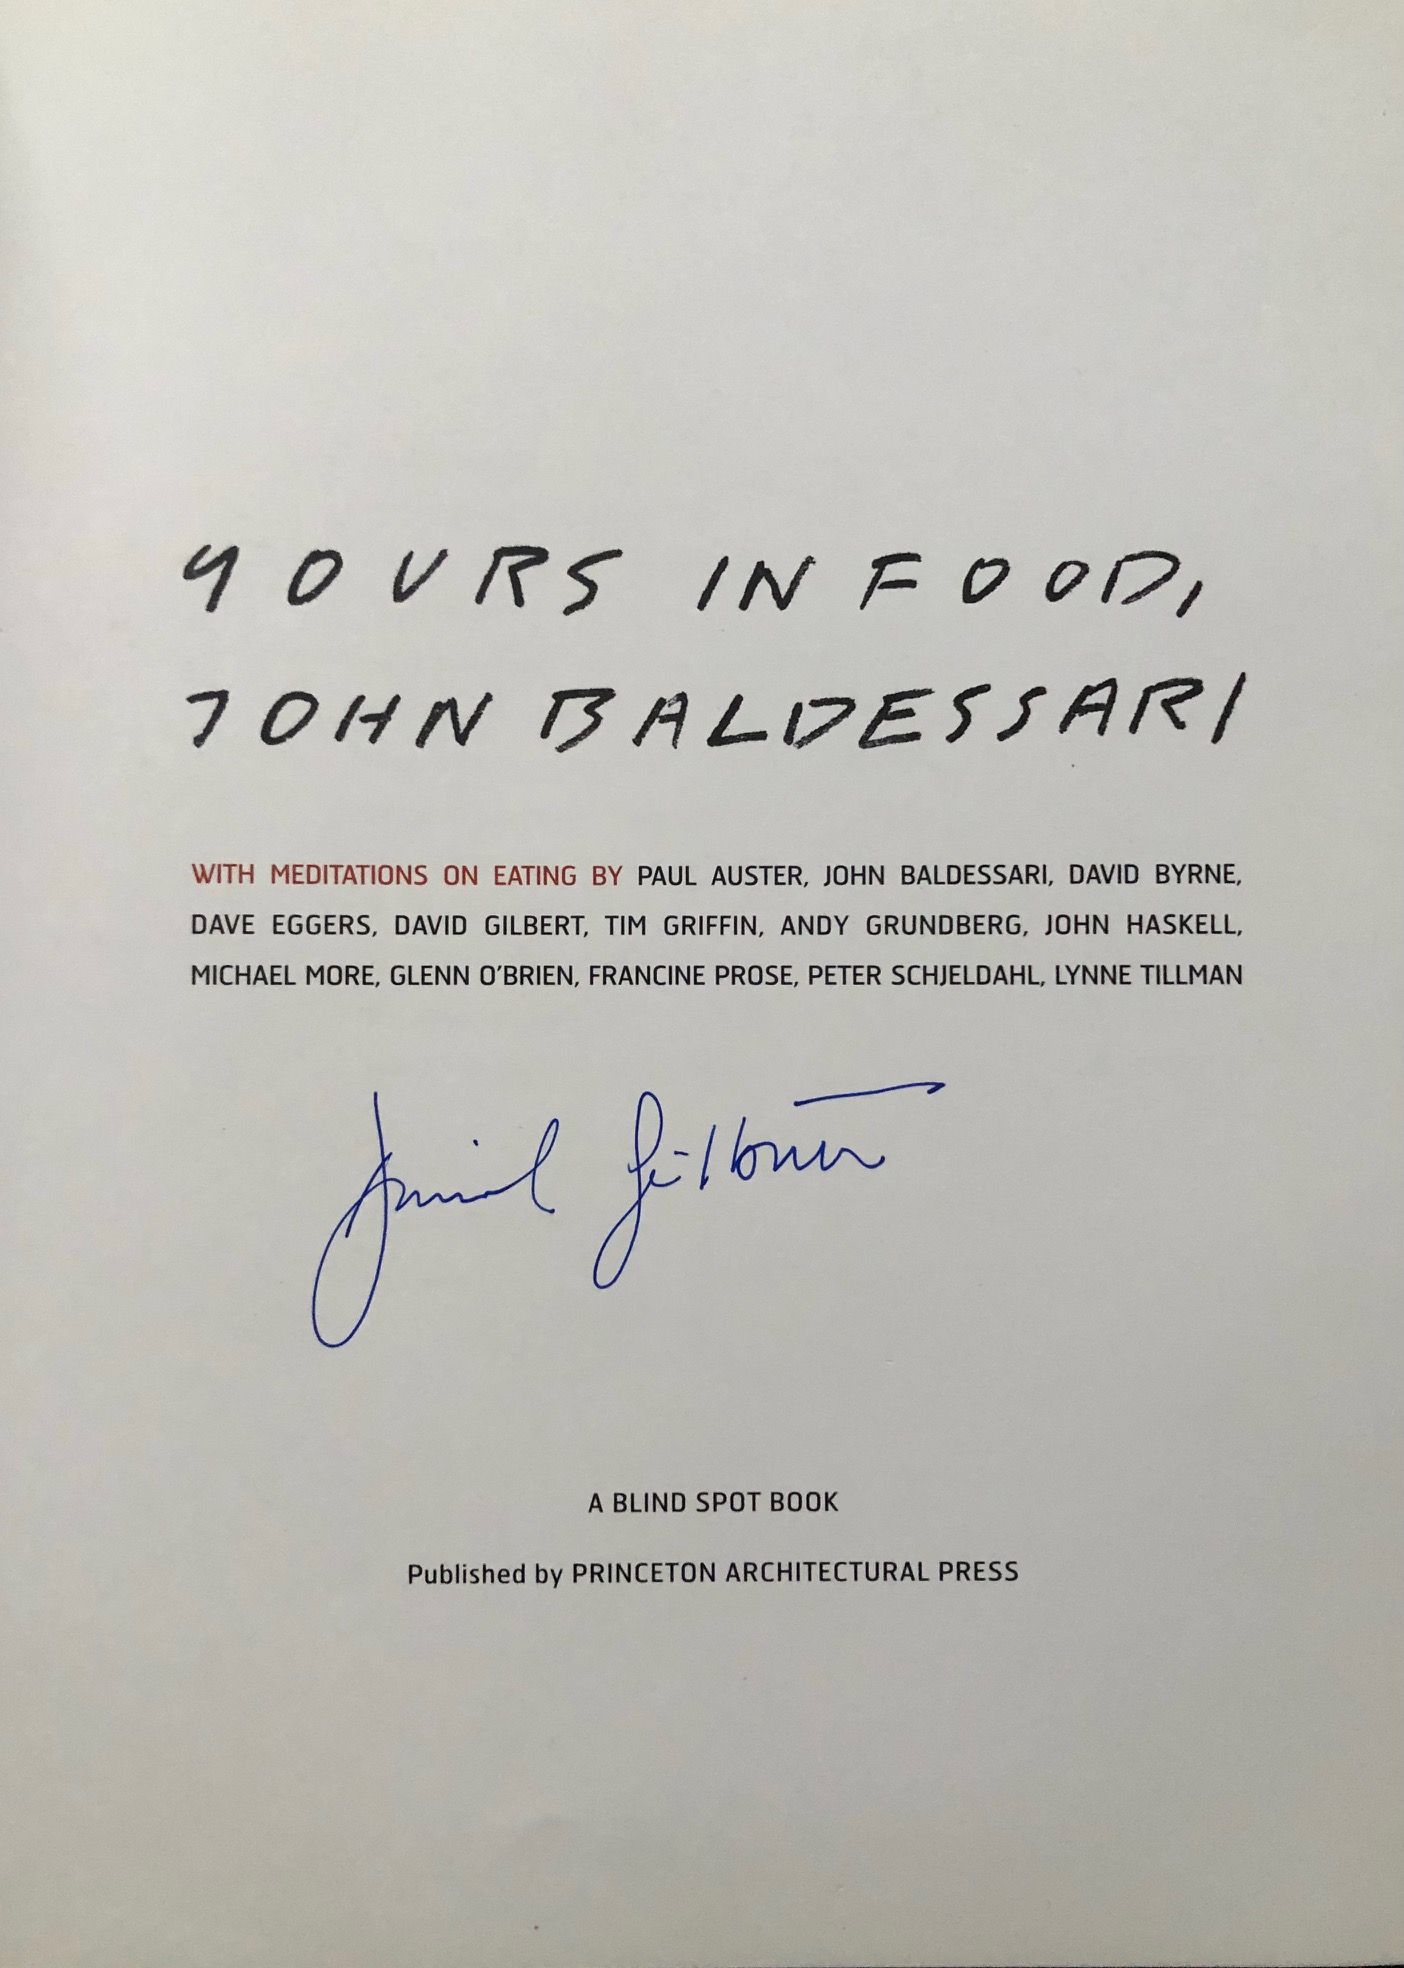 YOURS IN FOOD,
JOHN BALDESSARI
WITH MEDITATIONS ON EATING BY PAUL AUSTER, JOHN BALDESSARI, DAVID BYRNE,
DAVE EGGERS, DAVID GILBERT, TIM GRIFFIN, ANDY GRUNDBERG, JOHN HASKELL,
MICHAEL MORE, GLENN O'BRIEN, FRANCINE PROSE, PETER SCHJELDAHL, LYNNE TILLMAN
David Gilbert
A BLIND SPOT BOOK
Published by PRINCETON ARCHITECTURAL PRESS